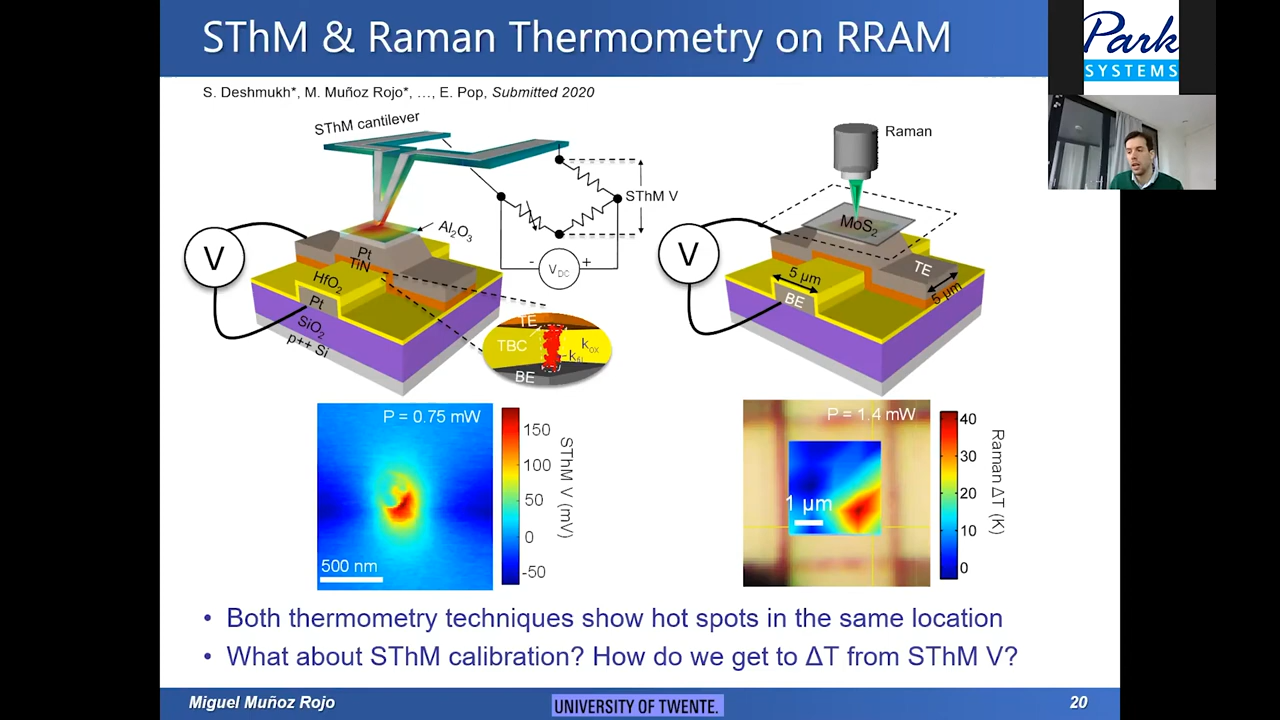 SThM & Raman Thermometry on RRAM
Park
SYSTEMS
S. Deshmukh*, M. Muñoz Rojo*, …, E. Pop, Submitted 2020
SThM cantilever
SThM V
Al2O3
V
Pt
TiN
HfO2
Pt
SiO2
p++ Si
- VDC +
TE
TBC
kox
BE
Raman
MoS2
V
TE
5 µm
5 µm
BE
P = 0.75 mW
150
100
50
0
-50
SThM V (mV)
500 nm
P = 1.4 mW
40
30
20
10
0
Raman ΔT (K)
1 µm
• Both thermometry techniques show hot spots in the same location
• What about SThM calibration? How do we get to ΔT from SThM V?
Miguel Muñoz Rojo
UNIVERSITY OF TWENTE.
20